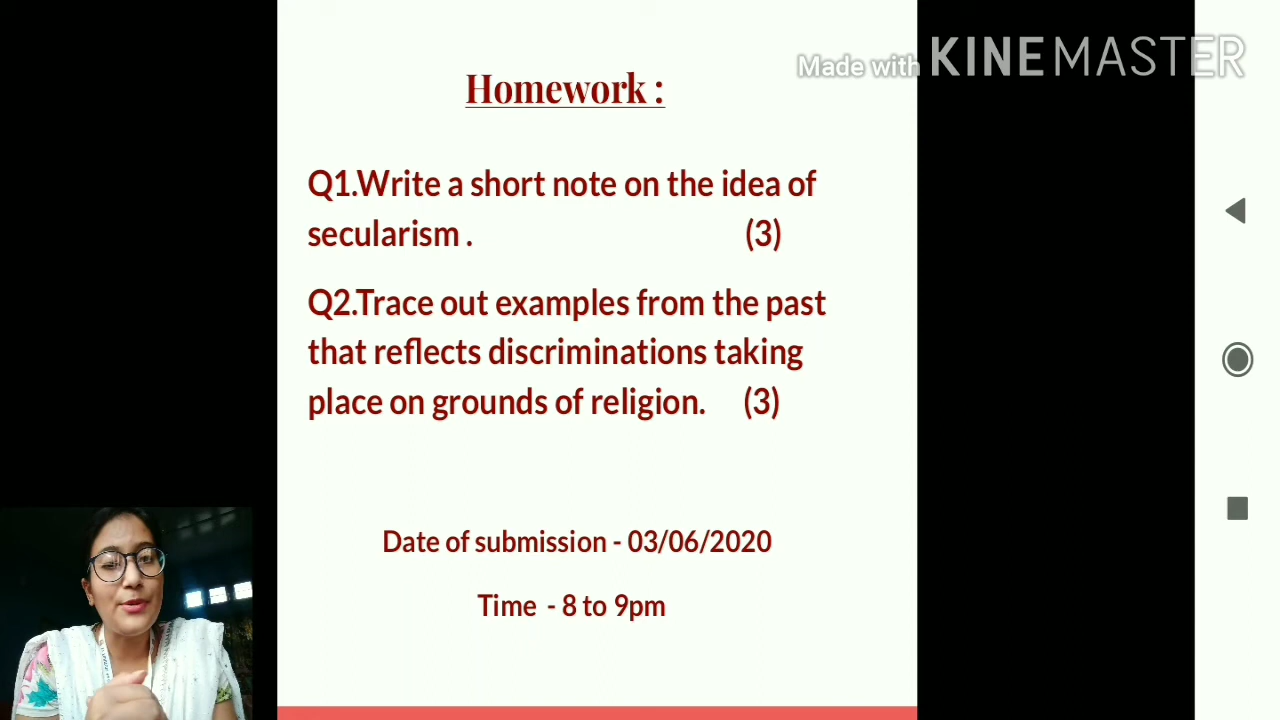 Made with KINEMASTER
Homework :
Q1.Write a short note on the idea of
secularism . (3)
Q2.Trace out examples from the past
that reflects discriminations taking
place on grounds of religion. (3)
Date of submission - 03/06/2020
Time - 8 to 9pm